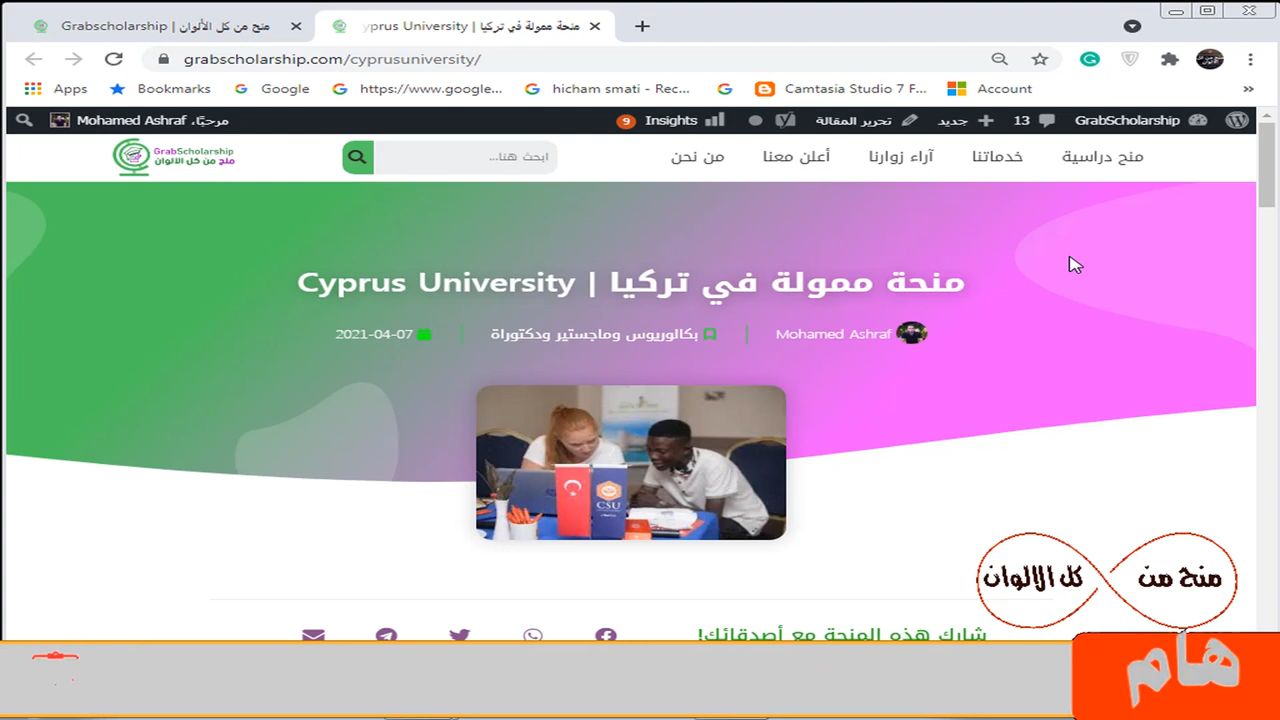 Grabscholarship | منح من كل الألوان
Cyprus University | منحة ممولة في تركيا
grabscholarship.com/cyprusuniversity/
Apps
Bookmarks
Google
https://www.google...
hicham smati - Rec...
Camtasia Studio 7 F...
Account
»
مرحبًا، Mohamed Ashraf
9 Insights
تحرير المقالة
جديد
13
GrabScholarship
GrabScholarship
منح من كل الألوان
ابحث هنا...
منح دراسية
خدماتنا
آراء زوارنا
أعلن معنا
من نحن
منحة ممولة في تركيا | Cyprus University
Mohamed Ashraf
بكالوريوس وماجستير ودكتوراة
2021-04-07
CSU
منح من
كل الالوان
شارك هذه المنحة مع أصدقائك!
هام